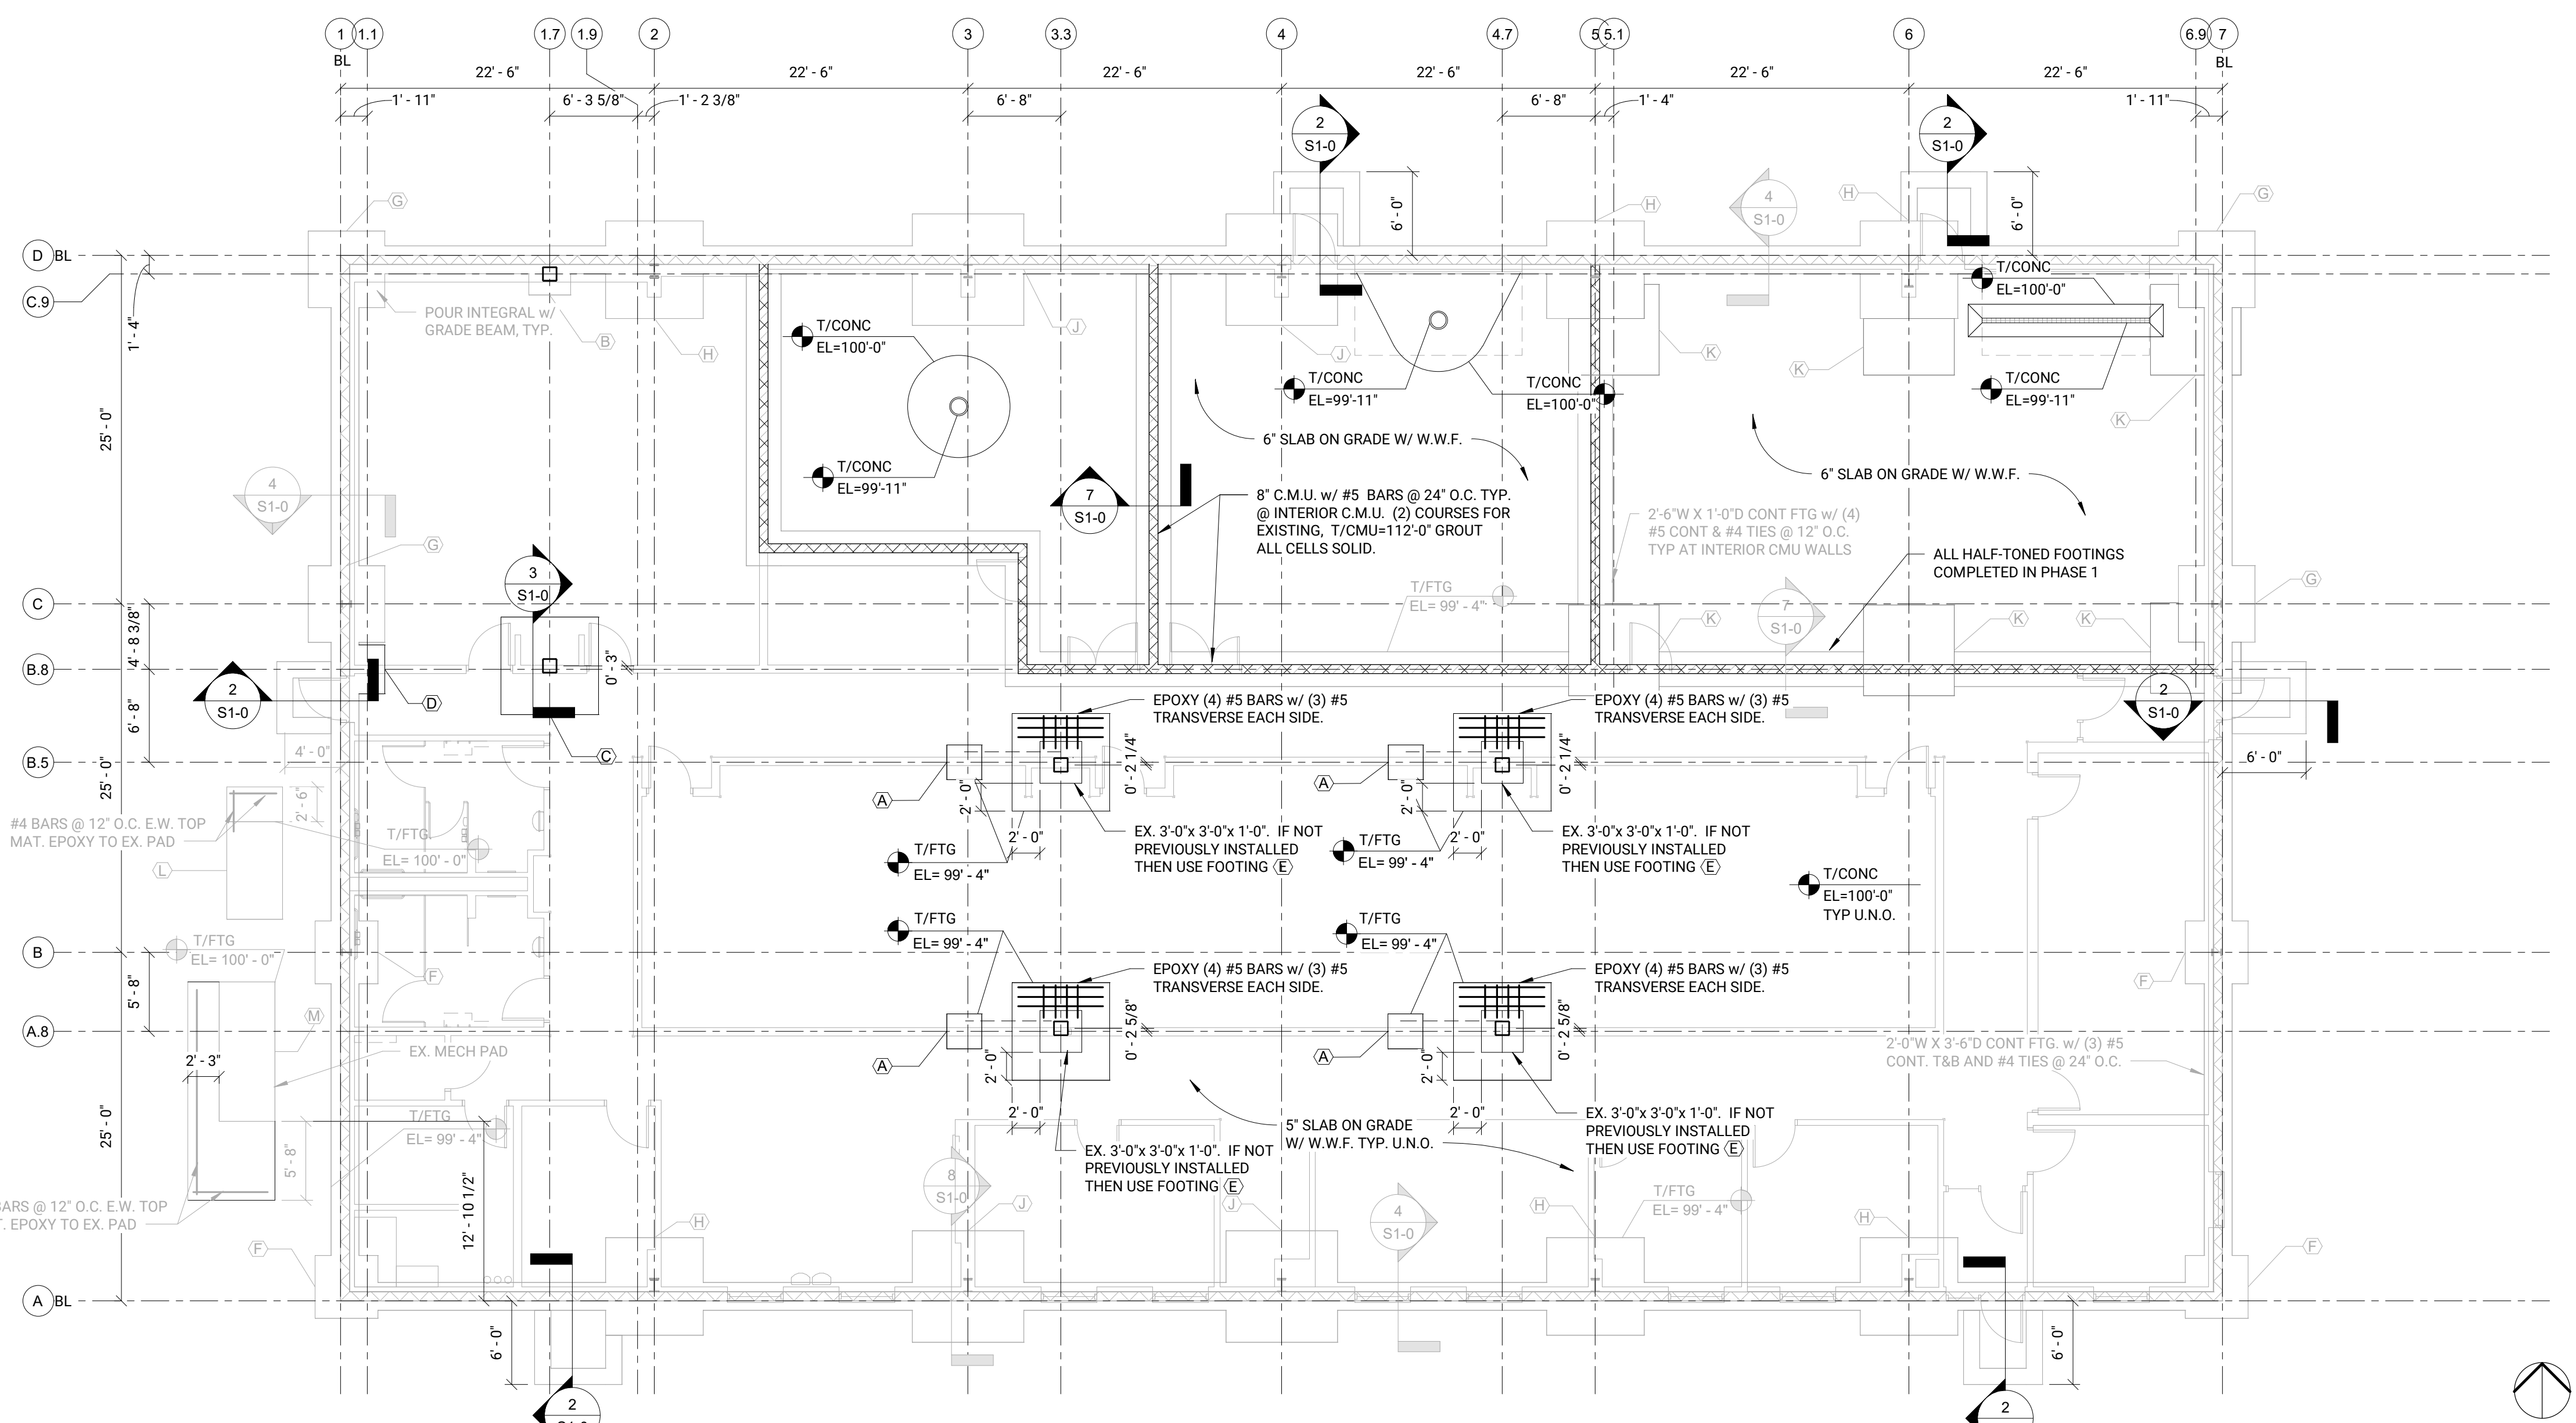 1
1.1
1.7
1.9
2
3
3.3
4
4.7
5
5.1
6
6.9
7
BL
BL
22' - 6"
22' - 6"
22' - 6"
22' - 6"
22' - 6"
22' - 6"
1' - 11"
6' - 3 5/8"
1' - 2 3/8"
6' - 8"
6' - 8"
1' - 4"
1' - 11"
2
S1-0
2
S1-0
4
S1-0
6' - 0"
6' - 0"
G
H
H
G
D BL
C.9
1' - 4"
POUR INTEGRAL w/
GRADE BEAM, TYP.
B
H
J
J
K
K
K
T/CONC
EL=100'-0"
T/CONC
EL=99'-11"
T/CONC
EL=99'-11"
T/CONC
EL=100'-0"
T/CONC
EL=100'-0"
T/CONC
EL=99'-11"
25' - 0"
6" SLAB ON GRADE W/ W.W.F.
6" SLAB ON GRADE W/ W.W.F.
4
S1-0
7
S1-0
8" C.M.U. w/ #5 BARS @ 24" O.C. TYP.
@ INTERIOR C.M.U. (2) COURSES FOR
EXISTING, T/CMU=112'-0" GROUT
ALL CELLS SOLID.
2'-6"W X 1'-0"D CONT FTG w/ (4)
#5 CONT & #4 TIES @ 12" O.C.
TYP AT INTERIOR CMU WALLS
ALL HALF-TONED FOOTINGS
COMPLETED IN PHASE 1
G
3
S1-0
T/FTG
EL= 99' - 4"
7
S1-0
G
C
4' - 8 3/8"
K
K
K
B.8
0' - 3"
2
S1-0
D
2
S1-0
6' - 8"
EPOXY (4) #5 BARS w/ (3) #5
TRANSVERSE EACH SIDE.
EPOXY (4) #5 BARS w/ (3) #5
TRANSVERSE EACH SIDE.
4' - 0"
C
B.5
25' - 0"
0' - 2 1/4"
0' - 2 1/4"
6' - 0"
A
A
2' - 0"
2' - 0"
2' - 0"
2' - 0"
2' - 6"
#4 BARS @ 12" O.C. E.W. TOP
MAT. EPOXY TO EX. PAD
T/FTG.
EL= 100' - 0"
L
EX. 3'-0"x 3'-0"x 1'-0". IF NOT
PREVIOUSLY INSTALLED
THEN USE FOOTING E
EX. 3'-0"x 3'-0"x 1'-0". IF NOT
PREVIOUSLY INSTALLED
THEN USE FOOTING E
T/FTG
EL= 99' - 4"
T/FTG
EL= 99' - 4"
T/CONC
EL=100'-0"
TYP U.N.O.
T/FTG
EL= 99' - 4"
T/FTG
EL= 99' - 4"
T/FTG
EL= 100' - 0"
B
F
F
5' - 8"
EPOXY (4) #5 BARS w/ (3) #5
TRANSVERSE EACH SIDE.
EPOXY (4) #5 BARS w/ (3) #5
TRANSVERSE EACH SIDE.
M
A.8
EX. MECH PAD
2' - 3"
0' - 2 5/8"
0' - 2 5/8"
A
A
2' - 0"
2' - 0"
2' - 0"
2' - 0"
2'-0"W X 3'-6"D CONT FTG. w/ (3) #5
CONT. T&B AND #4 TIES @ 24" O.C.
25' - 0"
T/FTG
EL= 99' - 4"
5' - 8"
12' - 10 1/2"
5" SLAB ON GRADE
W/ W.W.F. TYP. U.N.O.
EX. 3'-0"x 3'-0"x 1'-0". IF NOT
PREVIOUSLY INSTALLED
THEN USE FOOTING E
EX. 3'-0"x 3'-0"x 1'-0". IF NOT
PREVIOUSLY INSTALLED
THEN USE FOOTING E
8
S1-0
J
J
4
S1-0
T/FTG
EL= 99' - 4"
H
H
H
BARS @ 12" O.C. E.W. TOP
EPOXY TO EX. PAD
F
F
A BL
6' - 0"
6' - 0"
2
2